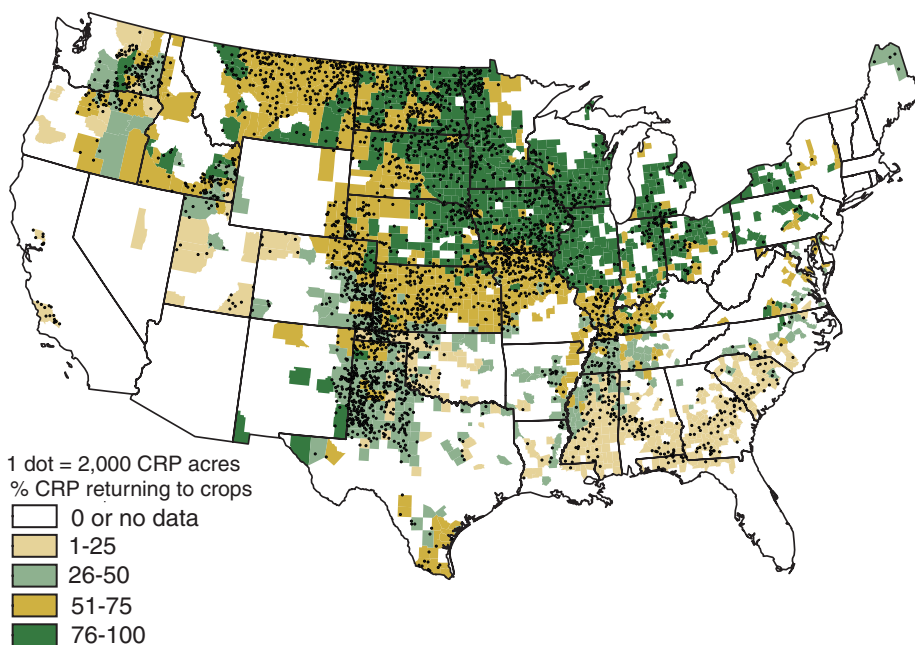 1 dot = 2,000 CRP acres
% CRP returning to crops
0 or no data
1-25
26-50
51-75
76-100